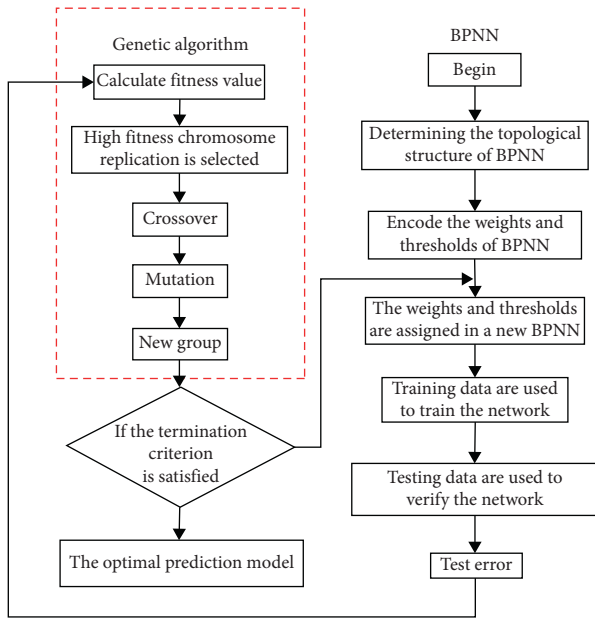 Genetic algorithm
Calculate fitness value
High fitness chromosome
replication is selected
Crossover
Mutation
New group
If the termination
criterion
is satisfied
The optimal prediction model
BPNN
Begin
Determining the topological
structure of BPNN
Encode the weights and
thresholds of BPNN
The weights and thresholds
are assigned in a new BPNN
Training data are used
to train the network
Testing data are used to
verify the network
Test error